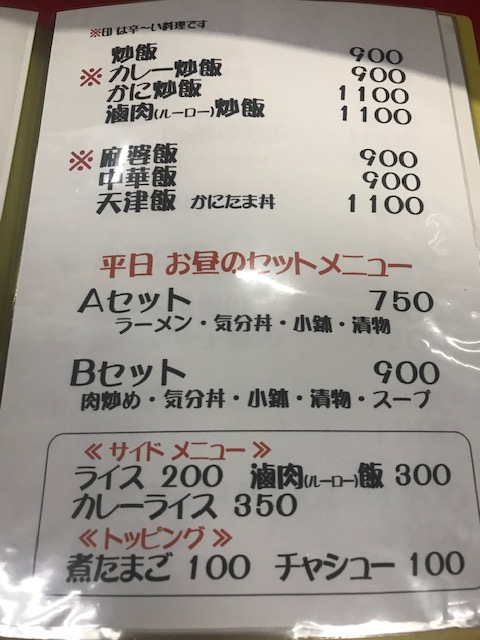 ※印は辛〜い料理です
炒飯 900
※カレー炒飯 900
かに炒飯 1100
滷肉(ルーロー)炒飯 1100
※麻婆飯 900
中華飯 900
天津飯 かにたま丼 1100
平日 お昼のセットメニュー
Aセット 750
ラーメン・気分丼・小鉢・漬物
Bセット 900
肉炒め・気分丼・小鉢・漬物・スープ
≪サイド メニュー≫
ライス 200 滷肉(ルーロー)飯 300
カレーライス 350
≪トッピング≫
煮たまご 100 チャシュー 100